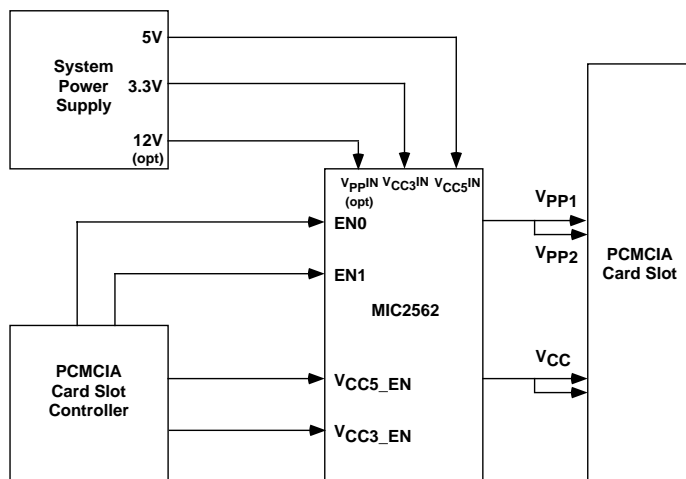 System
Power
Supply
5V
3.3V
12V
(opt)
VPPIN
(opt)
VCC3IN
VCC5IN
EN0
EN1
MIC2562
VCC5_EN
VCC3_EN
PCMCIA
Card Slot
Controller
VPP1
VPP2
VCC
PCMCIA
Card Slot